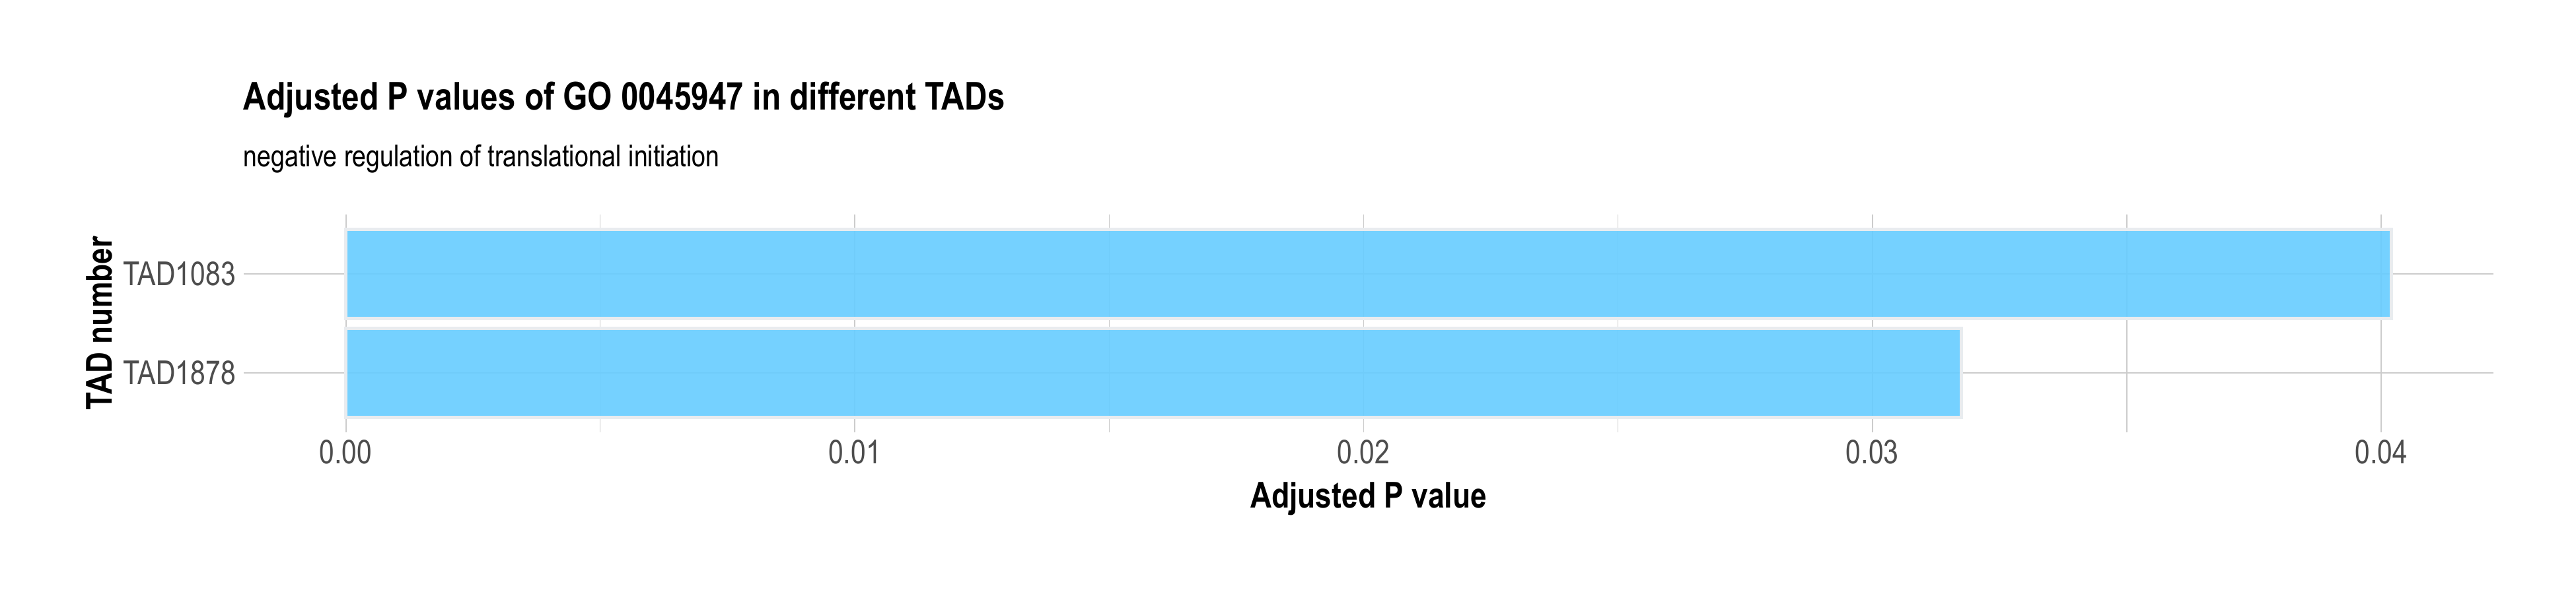 Adjusted P values of GO 0045947 in different TADs
negative regulation of translational initiation
TAD number
TAD1083
TAD1878
0.00 0.01 0.02 0.03 0.04
Adjusted P value